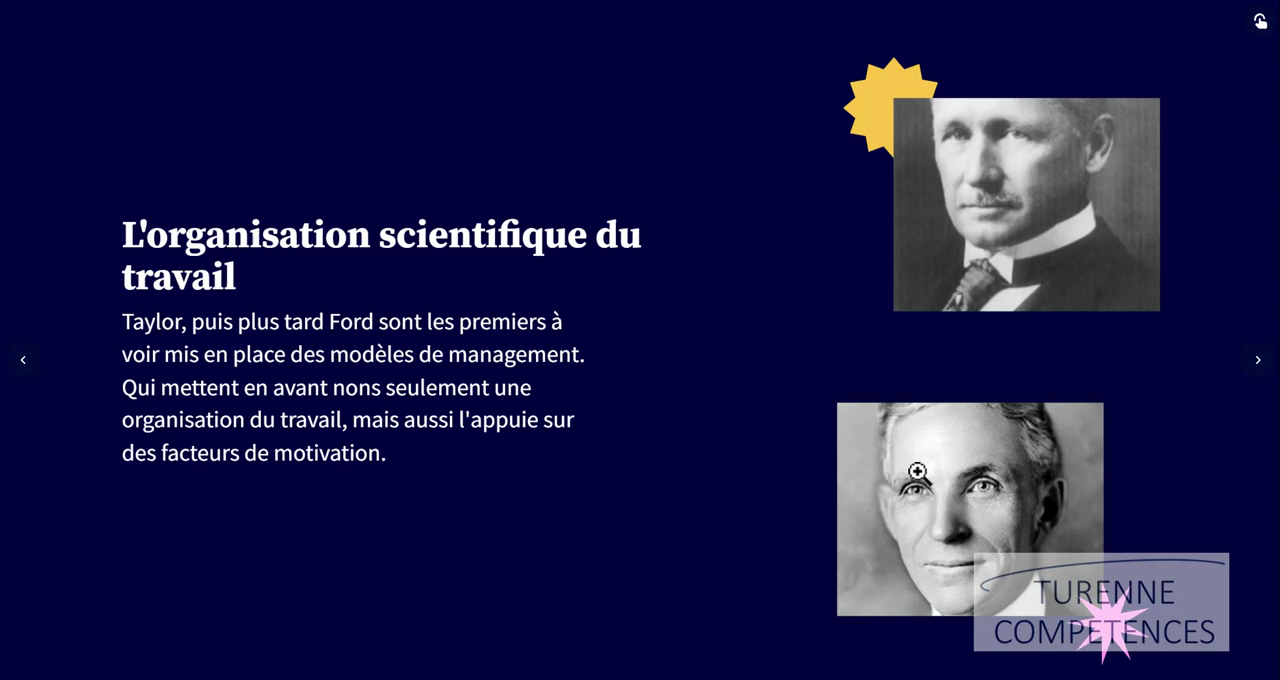 L'organisation scientifique du
travail
Taylor, puis plus tard Ford sont les premiers à
voir mis en place des modèles de management.
Qui mettent en avant nons seulement une
organisation du travail, mais aussi l'appuie sur
des facteurs de motivation.
TURENNE
COMPETENCES